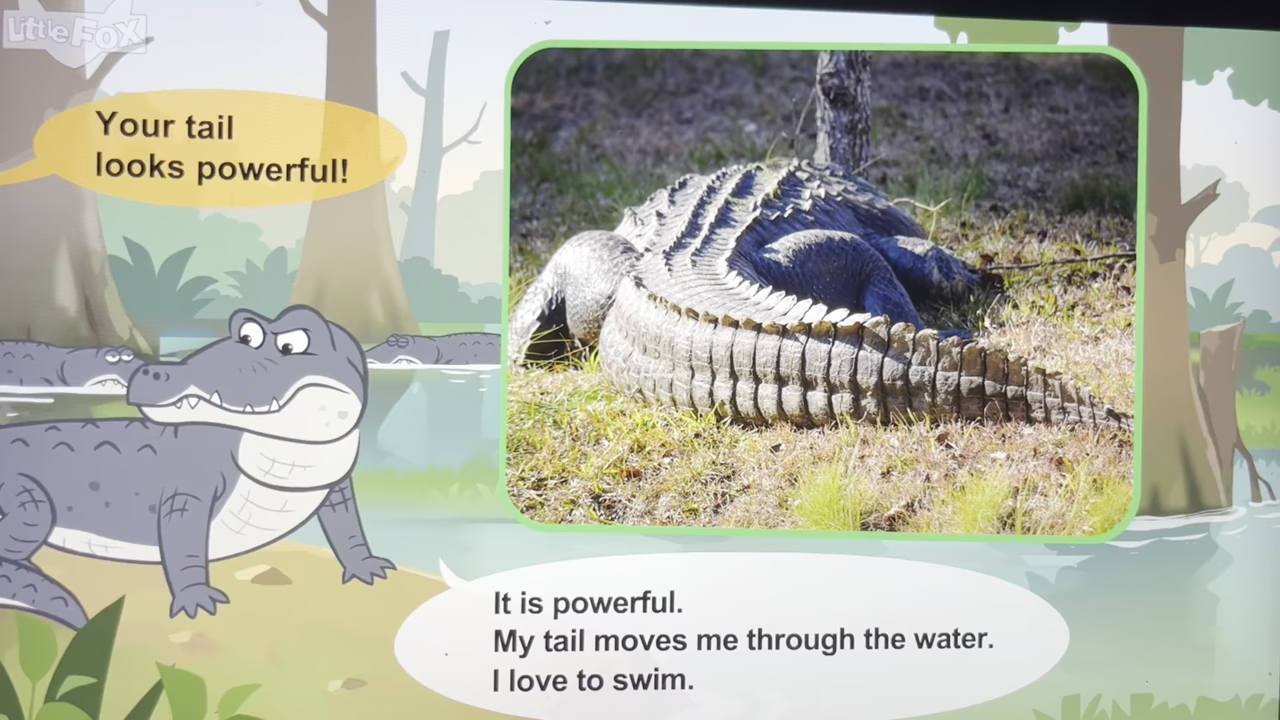 Little Fox
Your tail
looks powerful!
It is powerful.
My tail moves me through the water.
I love to swim.